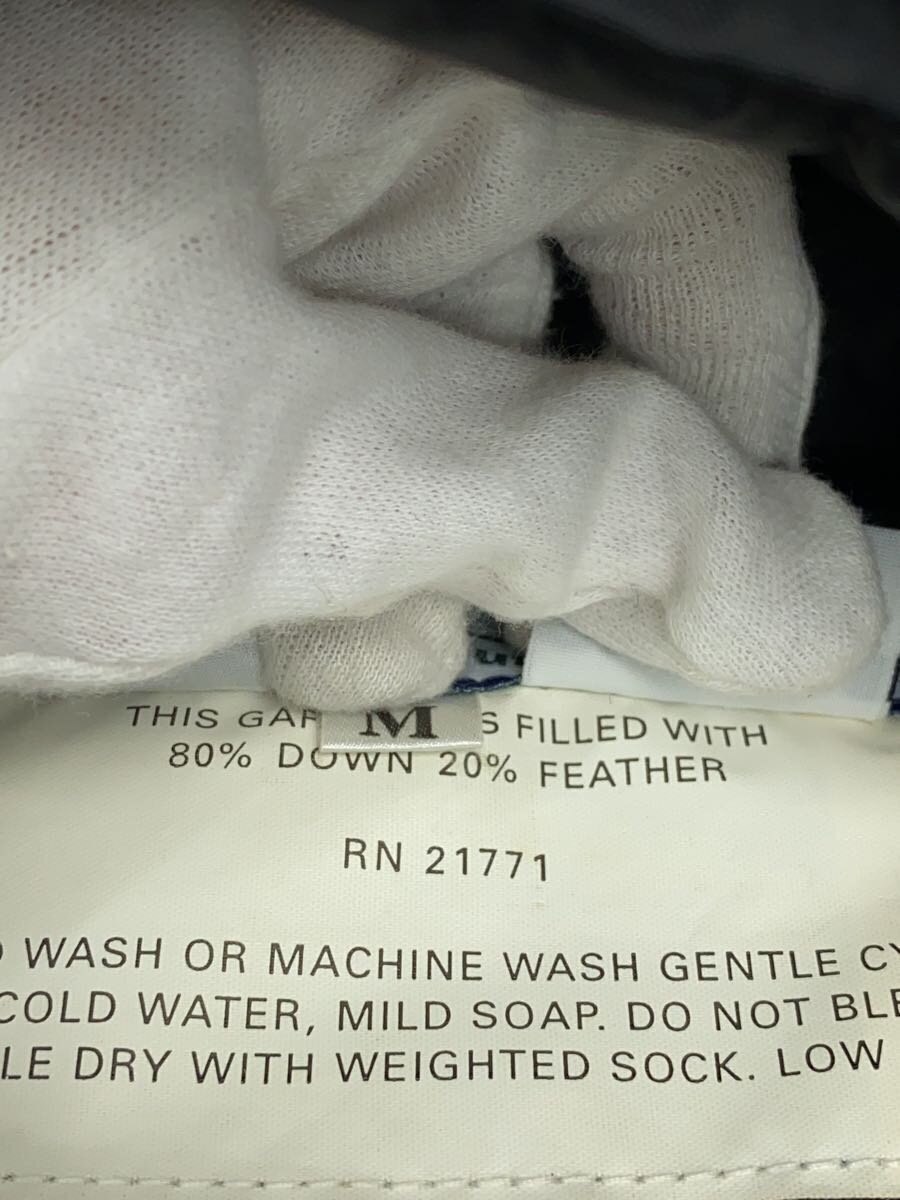 M
THIS GAR S FILLED WITH
80% DOWN 20% FEATHER
RN 21771
WASH OR MACHINE WASH GENTLE CY
COLD WATER, MILD SOAP. DO NOT BLE
LE DRY WITH WEIGHTED SOCK. LOW